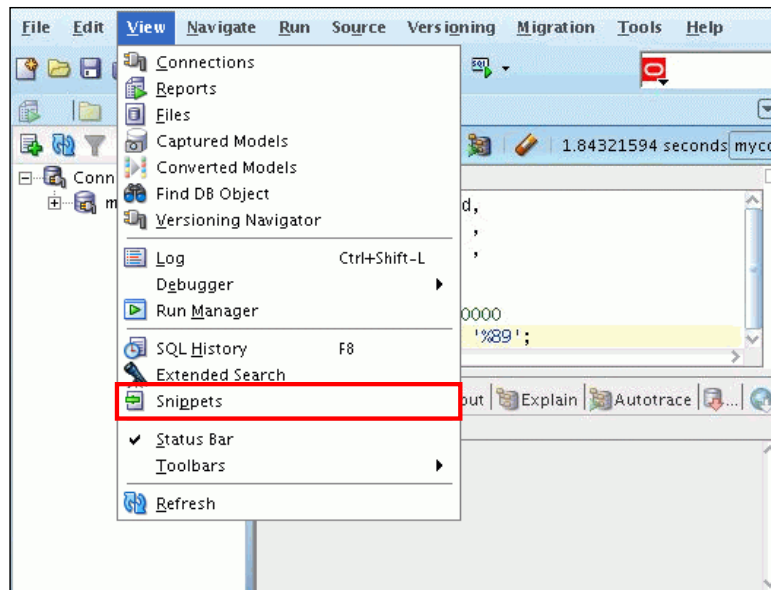 File Edit View Navigate Run Source Versioning Migration Tools Help
Connections
Reports
Files
Captured Models
Converted Models
Find DB Object
Versioning Navigator
Log Ctrl+Shift-L
Debugger
Run Manager
SQL History F8
Extended Search
Snippets
Status Bar
Toolbars
Refresh
SQL
1.84321594 seconds
Conn
m
d,
,
,
0000
'%89';
Explain Autotrace ...